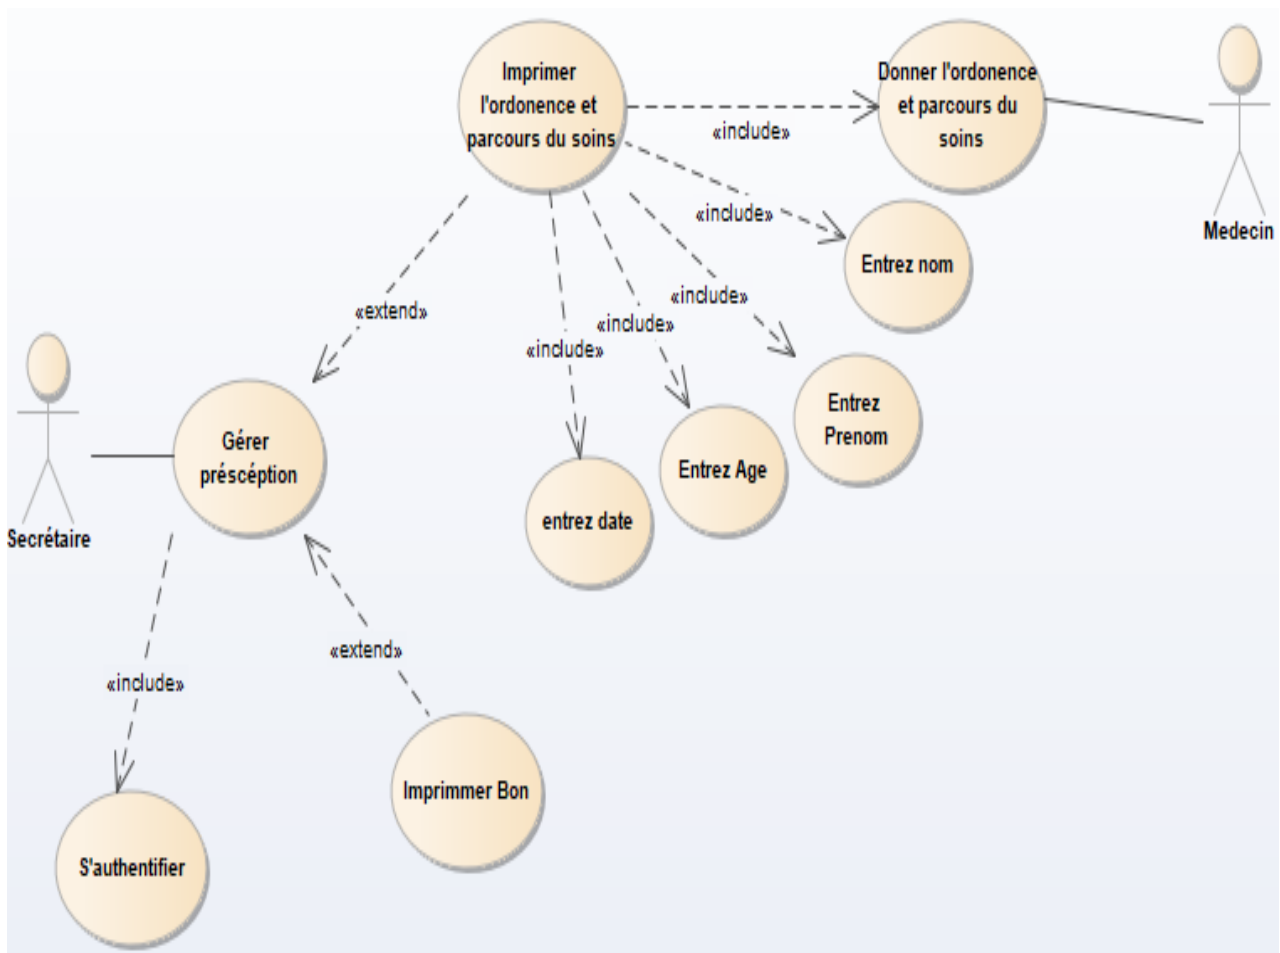 Imprimer
l'ordonence et
parcours du soins
«include»
Donner l'ordonence
et parcours du
soins
Medecin
«include»
Entrez nom
«extend»
«include»
«include»
«include»
Entrez
Prenom
Entrez Age
entrez date
Gérer
préscéption
Secrétaire
«include»
«extend»
Imprimmer Bon
S'authentifier